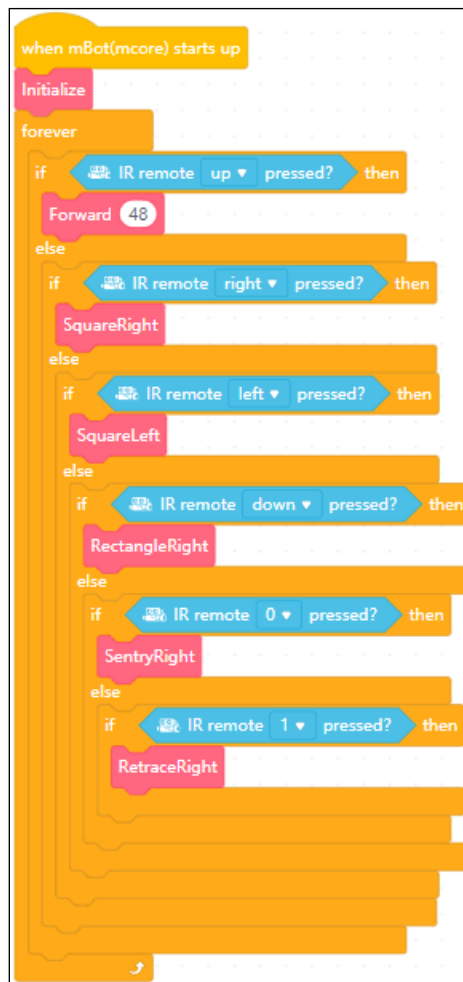 when mBot(mcore) starts up
Initialize
forever
if IR remote up ▼ pressed? then
Forward 48
else
if IR remote right ▼ pressed? then
SquareRight
else
if IR remote left ▼ pressed? then
SquareLeft
else
if IR remote down ▼ pressed? then
RectangleRight
else
if IR remote 0 ▼ pressed? then
SentryRight
else
if IR remote 1 ▼ pressed? then
RetraceRight